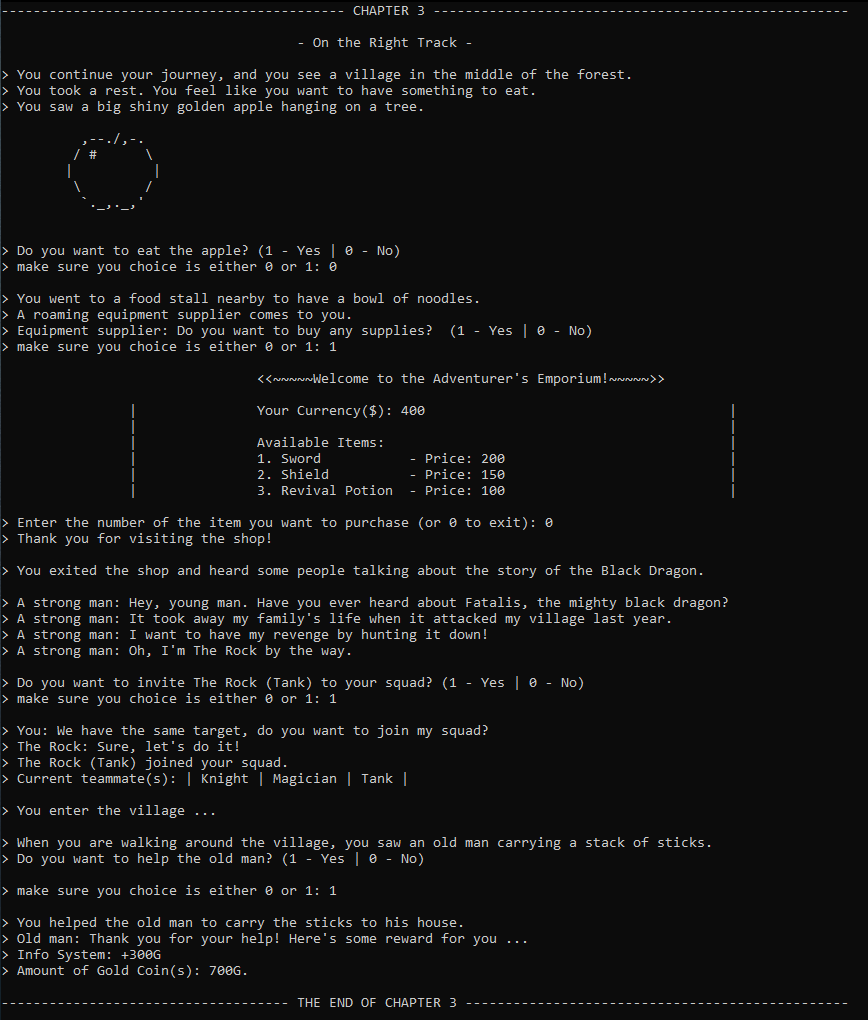 ------------------------------------------- CHAPTER 3 ----------------------------------------------------
- On the Right Track -
> You continue your journey, and you see a village in the middle of the forest.
> You took a rest. You feel like you want to have something to eat.
> You saw a big shiny golden apple hanging on a tree.
,--./,-.
/ #      \
|          |
\        /
`._,._,'
> Do you want to eat the apple? (1 - Yes | 0 - No)
> make sure you choice is either 0 or 1: 0
> You went to a food stall nearby to have a bowl of noodles.
> A roaming equipment supplier comes to you.
> Equipment supplier: Do you want to buy any supplies?  (1 - Yes | 0 - No)
> make sure you choice is either 0 or 1: 1
<<~~~~~Welcome to the Adventurer's Emporium!~~~~~>>
|               Your Currency($): 400                                      |
|                                                                          |
|               Available Items:                                           |
|               1. Sword           - Price: 200                            |
|               2. Shield          - Price: 150                            |
|               3. Revival Potion  - Price: 100                            |
> Enter the number of the item you want to purchase (or 0 to exit): 0
> Thank you for visiting the shop!
> You exited the shop and heard some people talking about the story of the Black Dragon.
> A strong man: Hey, young man. Have you ever heard about Fatalis, the mighty black dragon?
> A strong man: It took away my family's life when it attacked my village last year.
> A strong man: I want to have my revenge by hunting it down!
> A strong man: Oh, I'm The Rock by the way.
> Do you want to invite The Rock (Tank) to your squad? (1 - Yes | 0 - No)
> make sure you choice is either 0 or 1: 1
> You: We have the same target, do you want to join my squad?
> The Rock: Sure, let's do it!
> The Rock (Tank) joined your squad.
> Current teammate(s): | Knight | Magician | Tank |
> You enter the village ...
> When you are walking around the village, you saw an old man carrying a stack of sticks.
> Do you want to help the old man? (1 - Yes | 0 - No)
> make sure you choice is either 0 or 1: 1
> You helped the old man to carry the sticks to his house.
> Old man: Thank you for your help! Here's some reward for you ...
> Info System: +300G
> Amount of Gold Coin(s): 700G.
------------------------------------ THE END OF CHAPTER 3 ------------------------------------------------